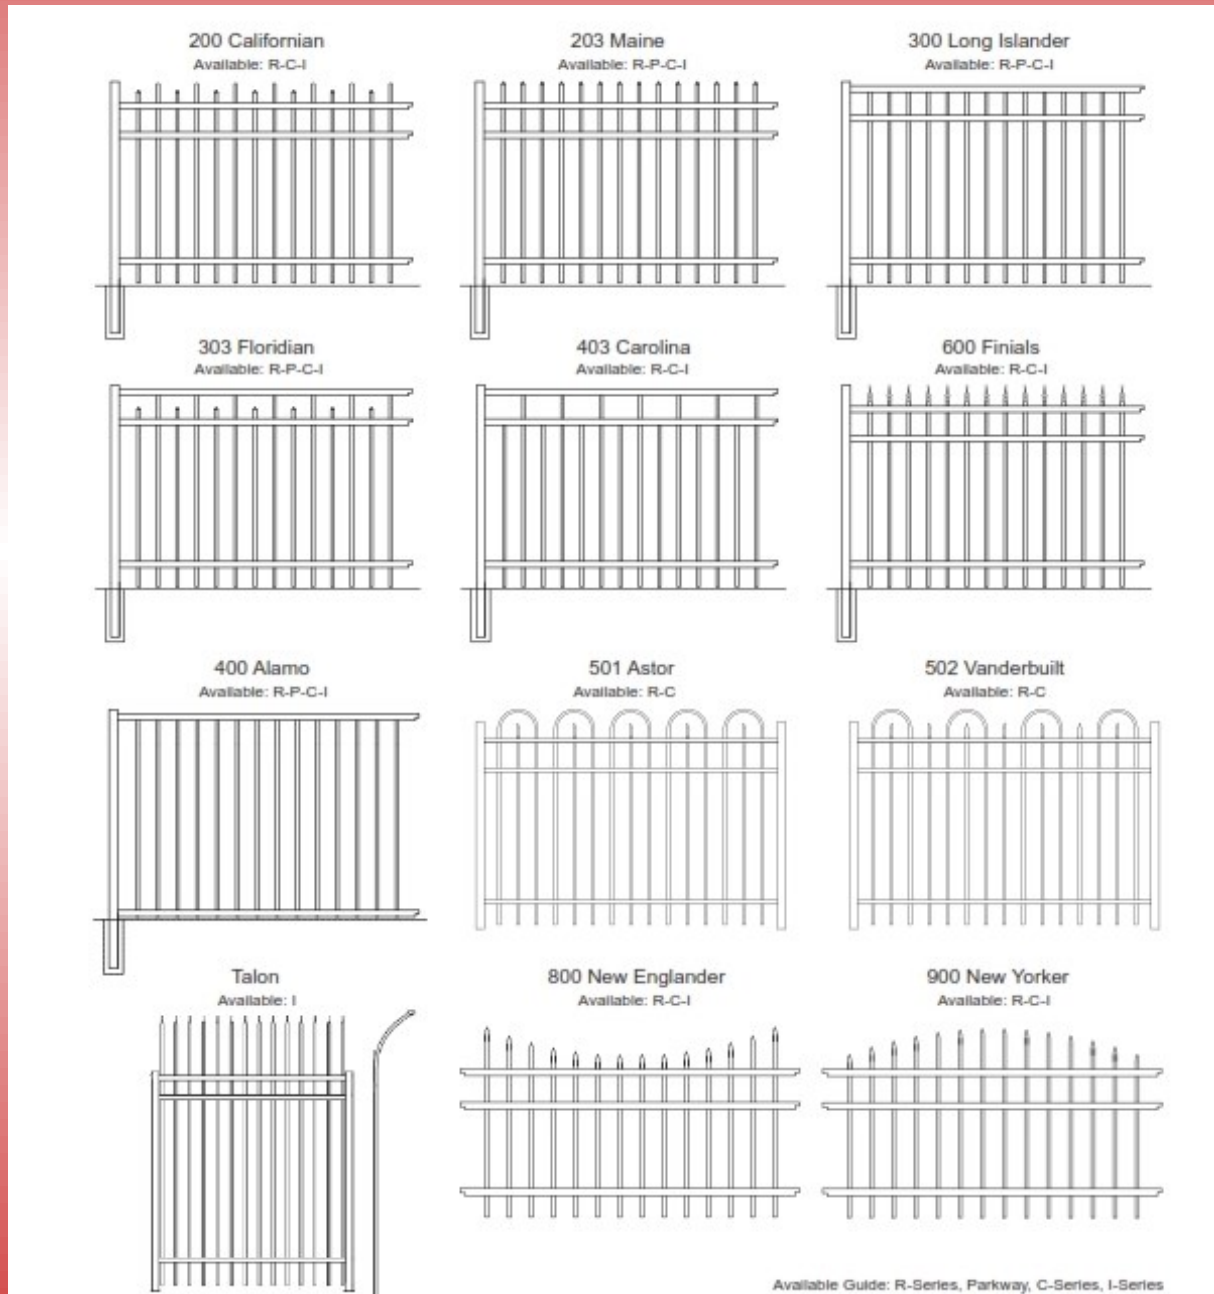 200 Californian
Available: R-C-I
203 Maine
Available: R-P-C-I
300 Long Islander
Available: R-P-C-I
303 Floridian
Available: R-P-C-I
403 Carolina
Available: R-C-I
600 Finials
Available: R-C-I
400 Alamo
Available: R-P-C-I
501 Astor
Available: R-C
502 Vanderbuilt
Available: R-C
Talon
Available: I
800 New Englander
Available: R-C-I
900 New Yorker
Available: R-C-I
Available Guide: R-Series, Parkway, C-Series, I-Series